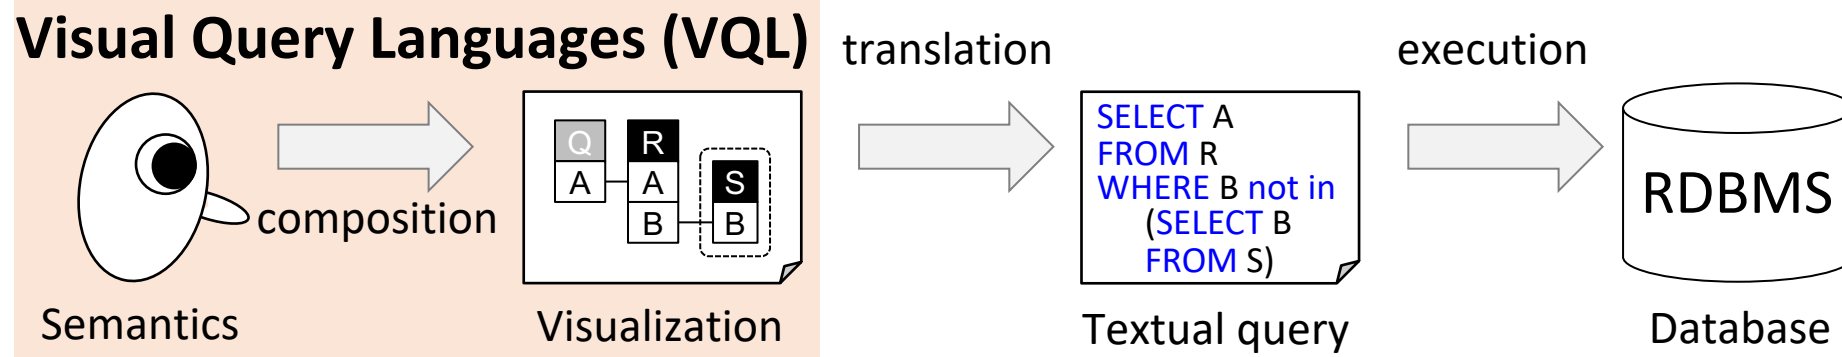 Visual Query Languages (VQL)
translation
execution
composition
Q
R
A
A
S
B
B
SELECT A
FROM R
WHERE B not in
(SELECT B
FROM S)
RDBMS
Semantics
Visualization
Textual query
Database